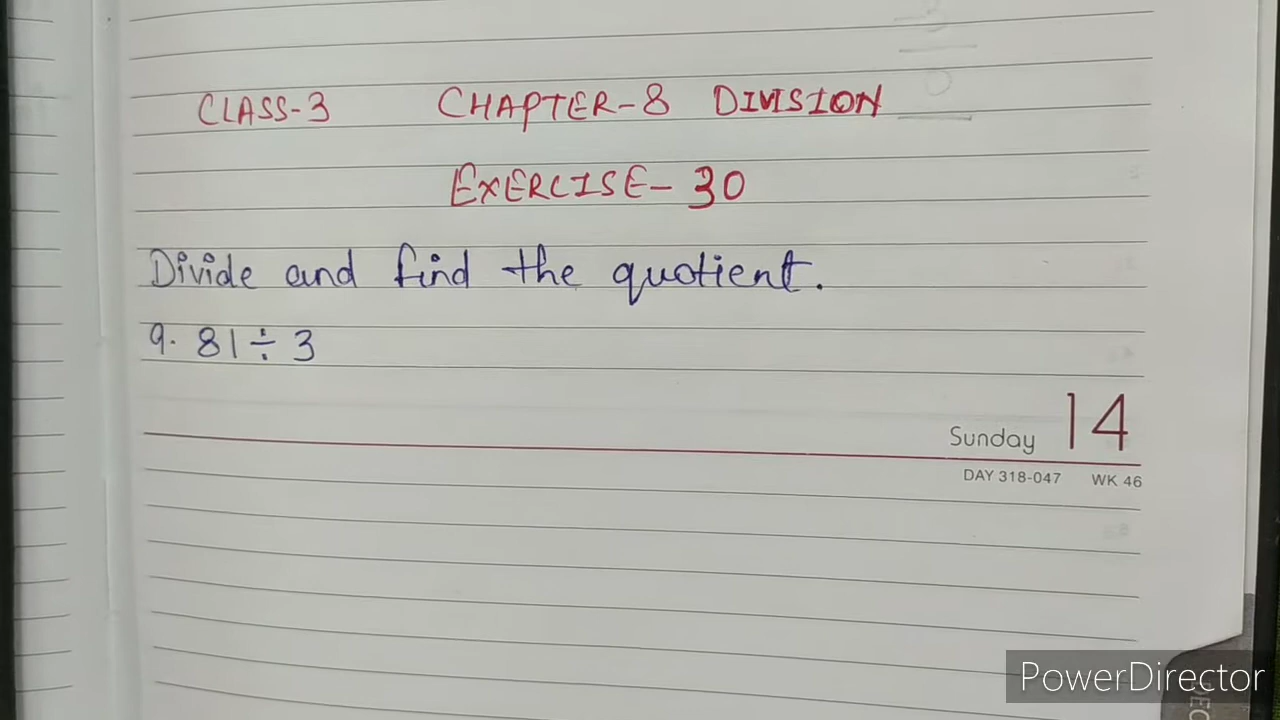 CLASS-3 CHAPTER-8 DIVISION
EXERCISE-30
Divide and find the quotient.
9. 81 ÷ 3
Sunday 14
DAY 318-047 WK 46
PowerDirector
DEC